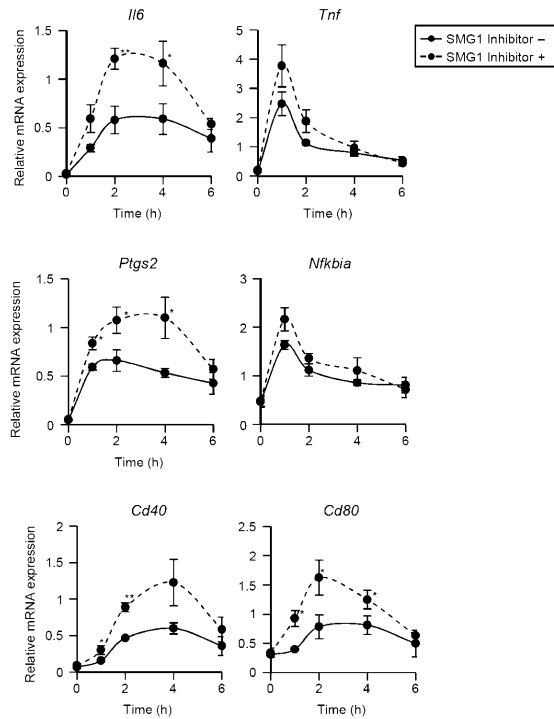 Il6
Tnf
SMG1 Inhibitor −
SMG1 Inhibitor +
Relative mRNA expression
1.5
1
0.5
0
**
*
0 2 4 6
Time (h)
5
4
3
2
1
0
0 2 4 6
Time (h)
Ptgs2
Nfkbia
Relative mRNA expression
1.5
1
0.5
0
*
*
*
0 2 4 6
Time (h)
3
2
1
0
0 2 4 6
Time (h)
Cd40
Cd80
Relative mRNA expression
2
1.5
1
0.5
0
*
**
0 2 4 6
Time (h)
2.5
2
1.5
1
0.5
0
*
*
*
0 2 4 6
Time (h)